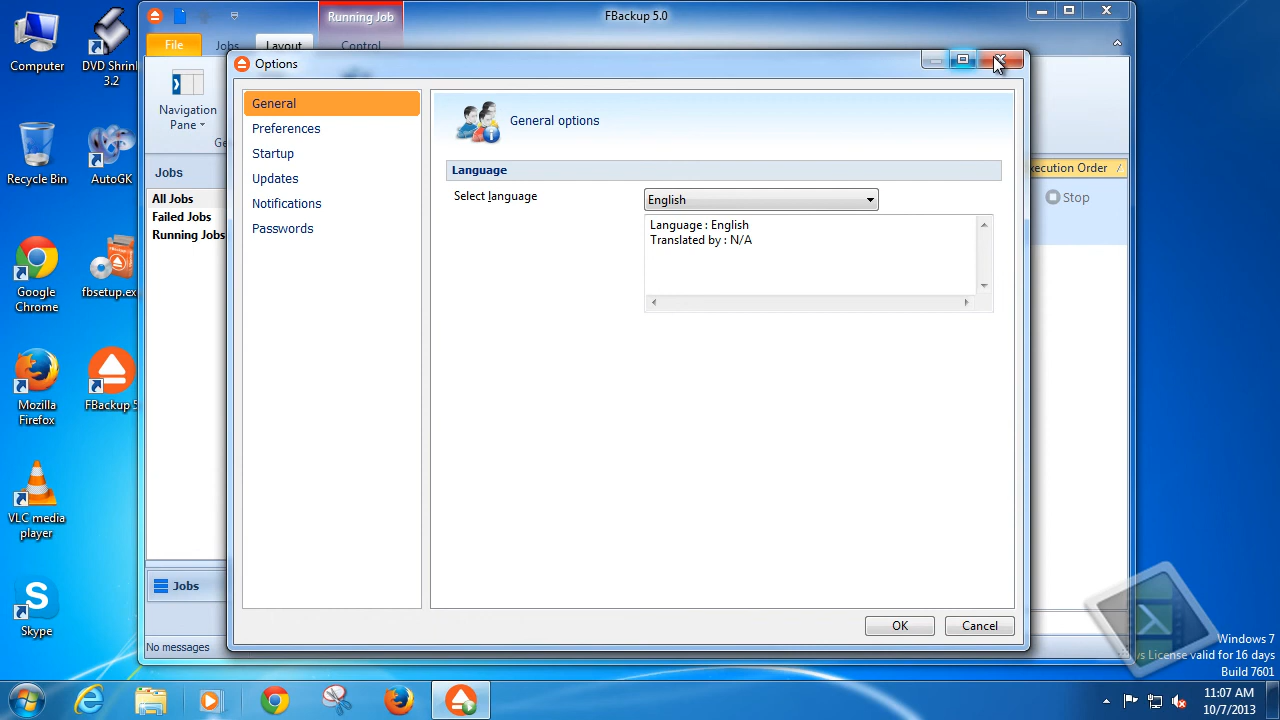 Computer
DVD Shrink
3.2
Recycle Bin
AutoGK
Google
Chrome
fbsetup.ex
Mozilla
Firefox
FBackup 5
VLC media
player
Skype
Running Job
FBackup 5.0
File
Jobs
Layout
Control
Navigation
Pane
Ge
Jobs
All Jobs
Failed Jobs
Running Jobs
Jobs
No messages
Options
General
Preferences
Startup
Updates
Notifications
Passwords
General options
Language
Select language
English
Language : English
Translated by : N/A
OK
Cancel
xecution Order
Stop
Windows 7
License valid for 16 days
Build 7601
11:07 AM
10/7/2013